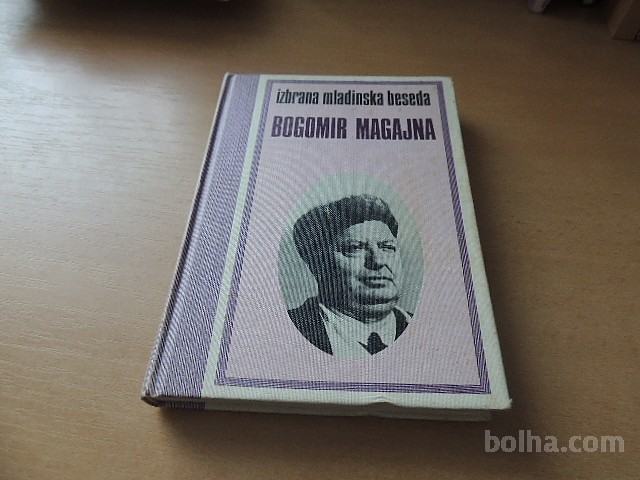 izbrana mladinska beseda
BOGOMIR MAGAJNA
bolha.com